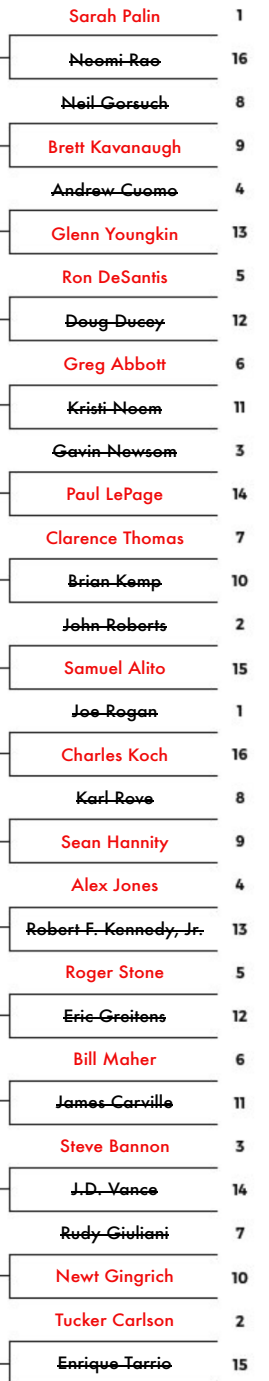 Sarah Palin 1
Neomi Rao 16
Neil Gorsuch 8
Brett Kavanaugh 9
Andrew Cuomo 4
Glenn Youngkin 13
Ron DeSantis 5
Doug Ducey 12
Greg Abbott 6
Kristi Noem 11
Gavin Newsom 3
Paul LePage 14
Clarence Thomas 7
Brian Kemp 10
John Roberts 2
Samuel Alito 15
Joe Rogan 1
Charles Koch 16
Karl Rove 8
Sean Hannity 9
Alex Jones 4
Robert F. Kennedy, Jr. 13
Roger Stone 5
Eric Greitens 12
Bill Maher 6
James Carville 11
Steve Bannon 3
J.D. Vance 14
Rudy Giuliani 7
Newt Gingrich 10
Tucker Carlson 2
Enrique Tarrio 15